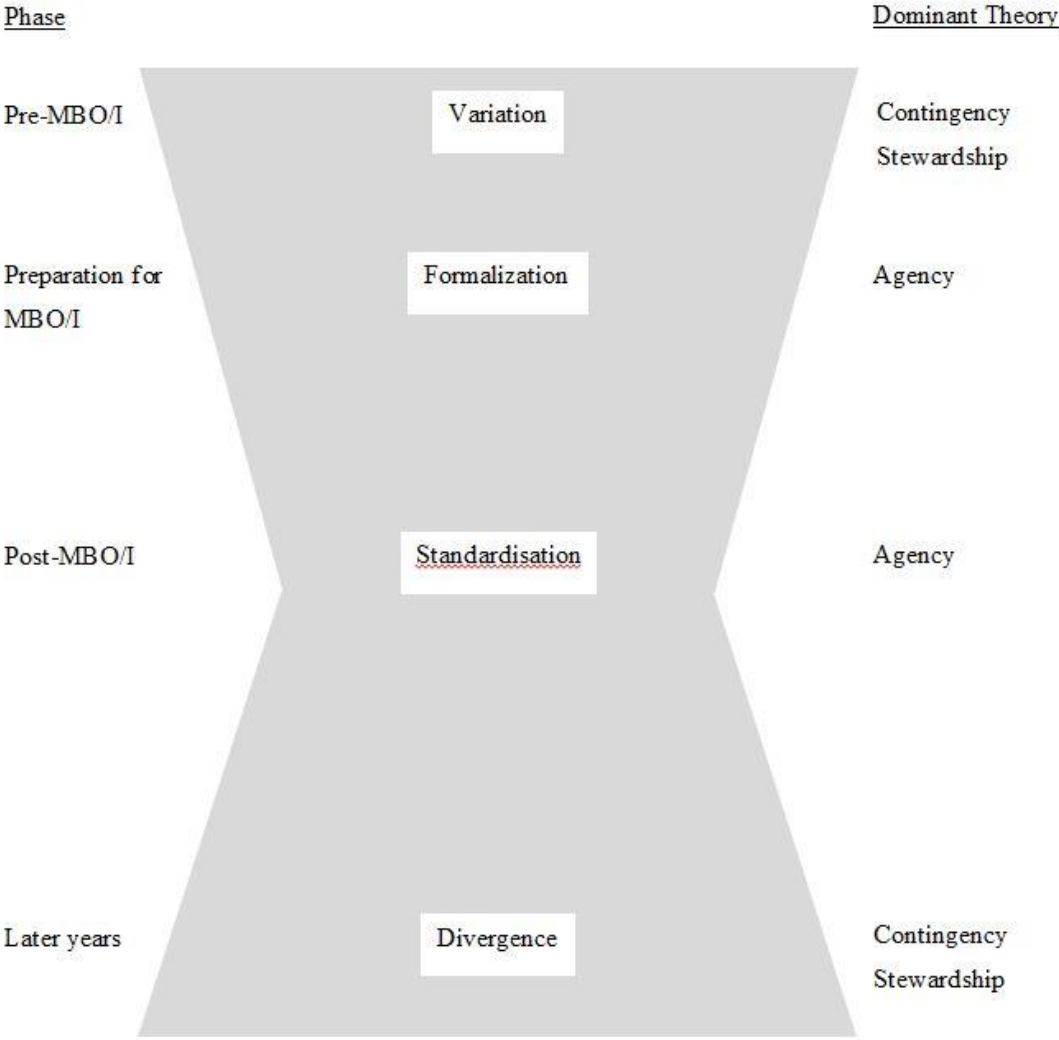 Phase
Dominant Theory
Pre-MBO/I
Variation
Contingency
Stewardship
Preparation for
MBO/I
Formalization
Agency
Post-MBO/I
Standardisation
Agency
Later years
Divergence
Contingency
Stewardship